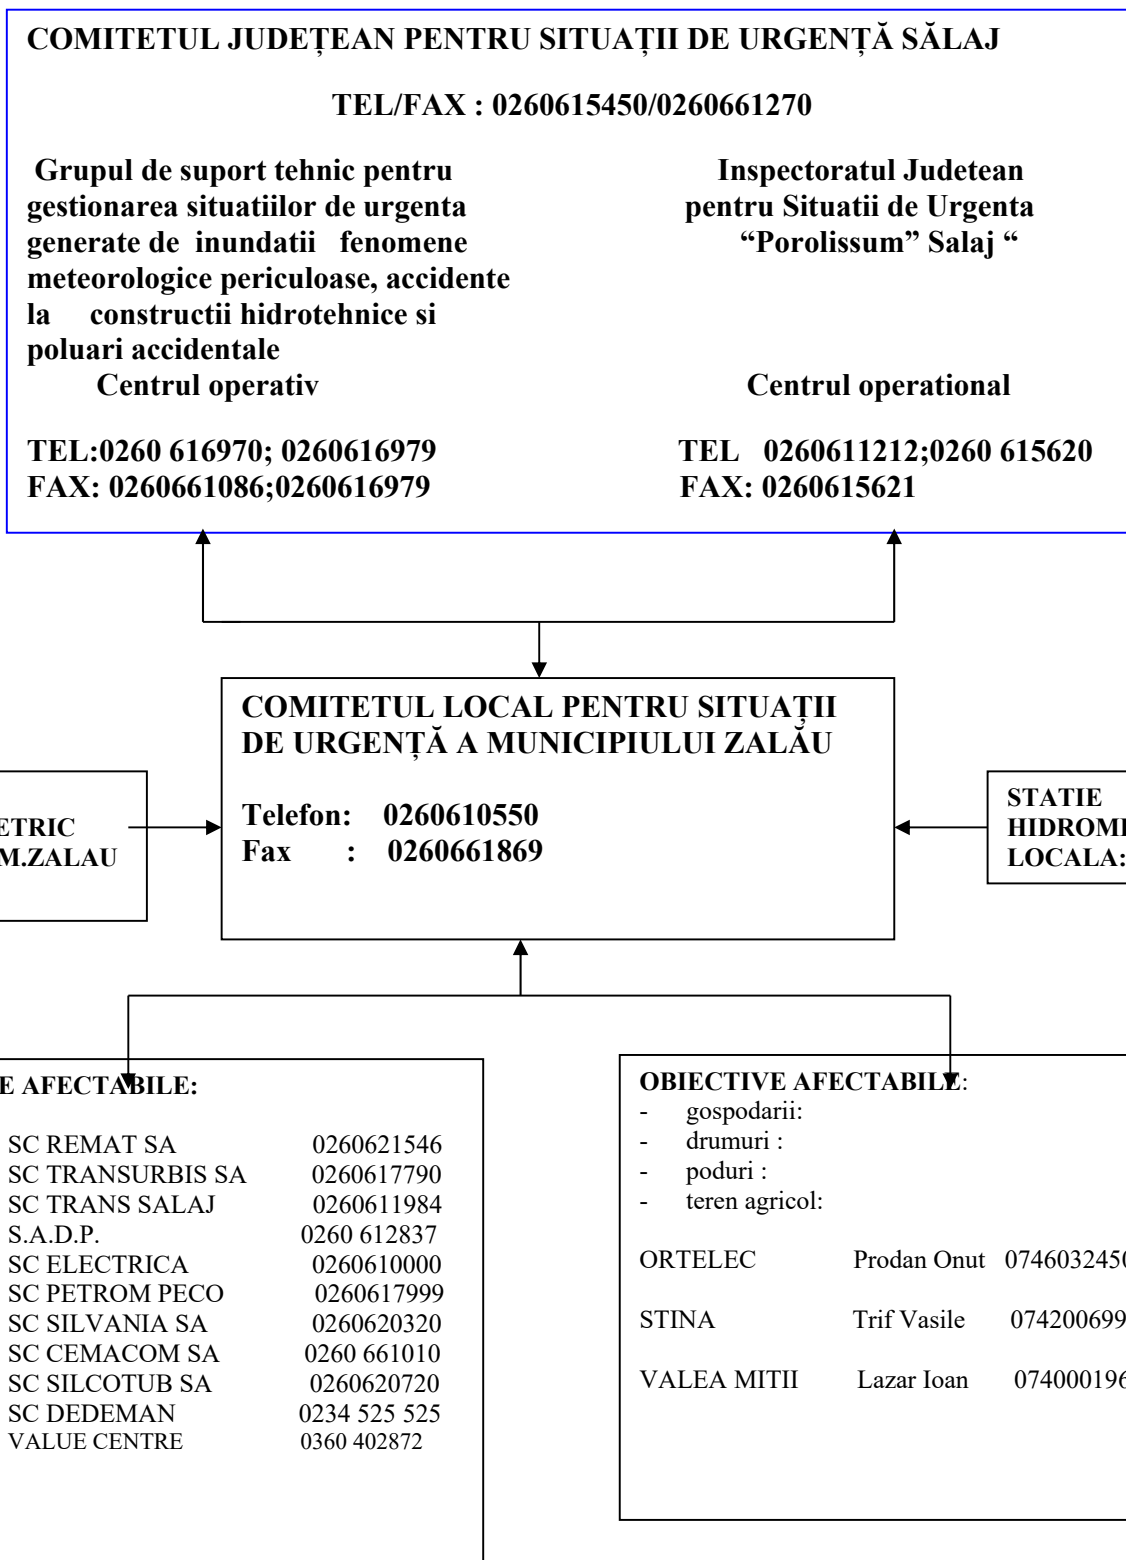 COMITETUL JUDEȚEAN PENTRU SITUAȚII DE URGENȚĂ SĂLAJ
TEL/FAX : 0260615450/0260661270
Grupul de suport tehnic pentru
gestionarea situatiilor de urgenta
generate de inundatii fenomene
meteorologice periculoase, accidente
la constructii hidrotehnice si
poluari accidentale
Centrul operativ
TEL:0260 616970; 0260616979
FAX: 0260661086;0260616979
Inspectoratul Judetean
pentru Situatii de Urgenta
“Porolissum” Salaj “
Centrul operational
TEL 0260611212;0260 615620
FAX: 0260615621
COMITETUL LOCAL PENTRU SITUAȚII
DE URGENȚĂ A MUNICIPIULUI ZALĂU
Telefon: 0260610550
Fax : 0260661869
ETRIC
M.ZALAU
STATIE
HIDROM
LOCALA:
E AFECTABILE:
SC REMAT SA 0260621546
SC TRANSURBIS SA 0260617790
SC TRANS SALAJ 0260611984
S.A.D.P. 0260 612837
SC ELECTRICA 0260610000
SC PETROM PECO 0260617999
SC SILVANIA SA 0260620320
SC CEMACOM SA 0260 661010
SC SILCOTUB SA 0260620720
SC DEDEMAN 0234 525 525
VALUE CENTRE 0360 402872
OBIECTIVE AFECTABILE:
- gospodarii:
- drumuri :
- poduri :
- teren agricol:
ORTELEC Prodan Onut 0746032450
STINA Trif Vasile 074200699
VALEA MITII Lazar Ioan 074000196